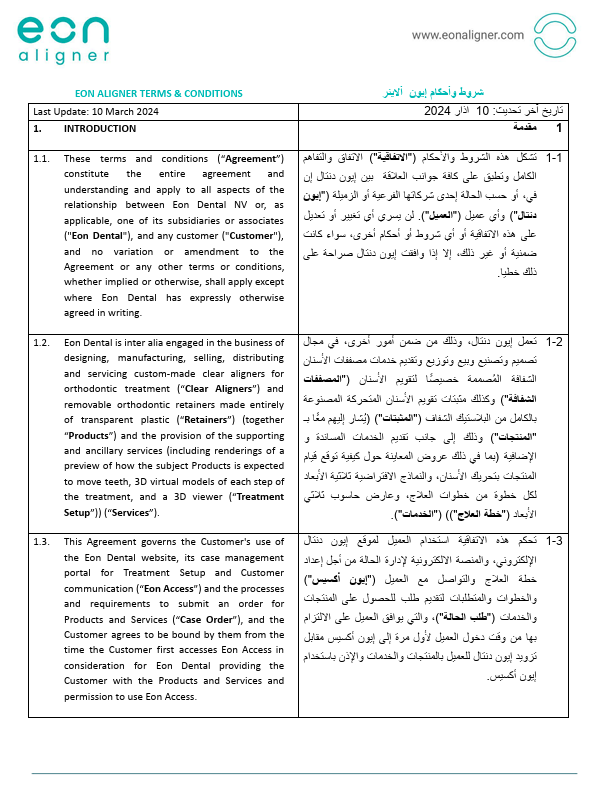 eon
aligner
www.eonaligner.com
EON ALIGNER TERMS & CONDITIONS
شروط وأحكام إيون ألاينر
Last Update: 10 March 2024
تاريخ آخر تحديث: 10 آذار 2024
1. INTRODUCTION
1 مقدمة
1.1. These terms and conditions (“Agreement”)
constitute the entire agreement and
understanding and apply to all aspects of the
relationship between Eon Dental NV or, as
applicable, one of its subsidiaries or associates
("Eon Dental"), and any customer ("Customer"),
and no variation or amendment to the
Agreement or any other terms or conditions,
whether implied or otherwise, shall apply except
where Eon Dental has expressly otherwise
agreed in writing.
1-1 تشكل هذه الشروط والأحكام ("الاتفاقية") الاتفاق والتفاهم
الكامل وتطبق على كافة جوانب العلاقة بين إيون دنتال إن
في، أو حسب الحالة إحدى شركاتها الفرعية أو الزميلة ("إيون
دنتال") وأي عميل ("العميل"). لن يسري أي تغيير أو تعديل
على هذه الاتفاقية أو أي شروط أو أحكام أخرى، سواء كانت
ضمنية أو غير ذلك، إلا إذا وافقت إيون دنتال صراحة على
ذلك خطيا.
1.2. Eon Dental is inter alia engaged in the business of
designing, manufacturing, selling, distributing
and servicing custom-made clear aligners for
orthodontic treatment (“Clear Aligners”) and
removable orthodontic retainers made entirely
of transparent plastic (“Retainers”) (together
“Products”) and the provision of the supporting
and ancillary services (including renderings of a
preview of how the subject Products is expected
to move teeth, 3D virtual models of each step of
the treatment, and a 3D viewer (“Treatment
Setup”)) (“Services”).
1-2 تعمل إيون دنتال، وذلك من ضمن أمور أخرى، في مجال
تصميم وتصنيع وبيع وتوزيع وتقديم خدمات مصففات الأسنان
الشفافة المُصممة خصيصًا لتقويم الأسنان ("المصففات
الشفافة") وكذلك مثبتات تقويم الأسنان المتحركة المصنوعة
بالكامل من البلاستيك الشفاف ("المثبتات") (يُشار إليهم معًا بـ
"المنتجات") وذلك إلى جانب تقديم الخدمات المساندة و
الإضافية (بما في ذلك عروض المعاينة حول كيفية توقع قيام
المنتجات بتحريك الأسنان، والنماذج الافتراضية ثلاثية الأبعاد
لكل خطوة من خطوات العلاج، وعارض حاسوب ثلاثي
الأبعاد ("خطة العلاج")) ("الخدمات").
1.3. This Agreement governs the Customer's use of
the Eon Dental website, its case management
portal for Treatment Setup and Customer
communication (“Eon Access”) and the processes
and requirements to submit an order for
Products and Services (“Case Order”), and the
Customer agrees to be bound by them from the
time the Customer first accesses Eon Access in
consideration for Eon Dental providing the
Customer with the Products and Services and
permission to use Eon Access.
1-3 تحكم هذه الاتفاقية استخدام العميل لموقع إيون دنتال
الإلكتروني، والمنصة الالكترونية لإدارة الحالة من أجل إعداد
خطة العلاج والتواصل مع العميل ("إيون أكسيس")
والخطوات والمتطلبات لتقديم طلب للحصول على المنتجات
والخدمات ("طلب الحالة")، والتي يوافق العميل على الالتزام
بها من وقت دخول العميل لأول مرة إلى إيون أكسيس مقابل
تزويد إيون دنتال للعميل بالمنتجات والخدمات والإذن باستخدام
إيون أكسيس.